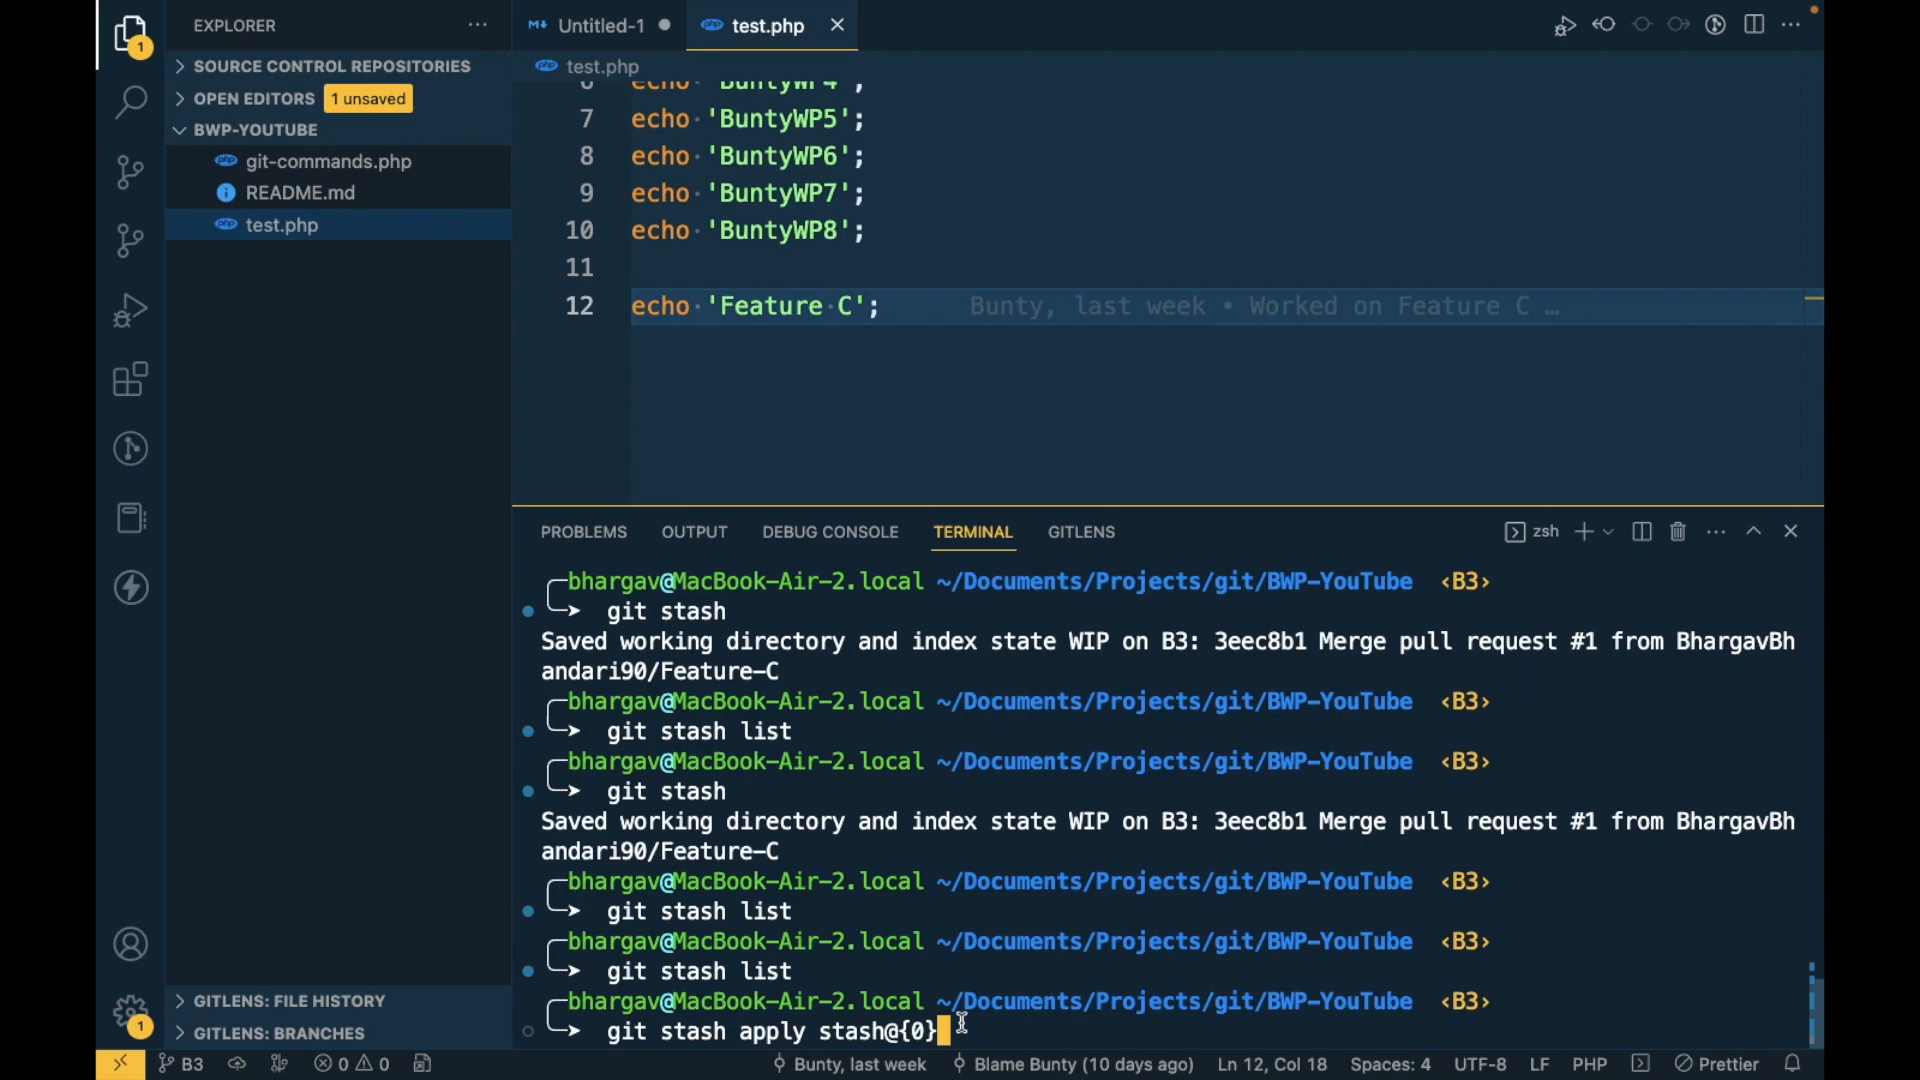 EXPLORER
1
SOURCE CONTROL REPOSITORIES
OPEN EDITORS 1 unsaved
BWP-YOUTUBE
git-commands.php
README.md
test.php
GITLENS: FILE HISTORY
GITLENS: BRANCHES
1
Untitled-1
test.php
test.php
6 echo 'BuntyWP4';
7 echo 'BuntyWP5';
8 echo 'BuntyWP6';
9 echo 'BuntyWP7';
10 echo 'BuntyWP8';
11
12 echo 'Feature C'; Bunty, last week • Worked on Feature C …
PROBLEMS OUTPUT DEBUG CONSOLE TERMINAL GITLENS zsh
bhargav@MacBook-Air-2.local ~/Documents/Projects/git/BWP-YouTube ‹B3›
git stash
Saved working directory and index state WIP on B3: 3eec8b1 Merge pull request #1 from BhargavBh
andari90/Feature-C
bhargav@MacBook-Air-2.local ~/Documents/Projects/git/BWP-YouTube ‹B3›
git stash list
bhargav@MacBook-Air-2.local ~/Documents/Projects/git/BWP-YouTube ‹B3›
git stash
Saved working directory and index state WIP on B3: 3eec8b1 Merge pull request #1 from BhargavBh
andari90/Feature-C
bhargav@MacBook-Air-2.local ~/Documents/Projects/git/BWP-YouTube ‹B3›
git stash list
bhargav@MacBook-Air-2.local ~/Documents/Projects/git/BWP-YouTube ‹B3›
git stash list
bhargav@MacBook-Air-2.local ~/Documents/Projects/git/BWP-YouTube ‹B3›
git stash apply stash@{0}
B3 0 0 Bunty, last week Blame Bunty (10 days ago) Ln 12, Col 18 Spaces: 4 UTF-8 LF PHP Prettier